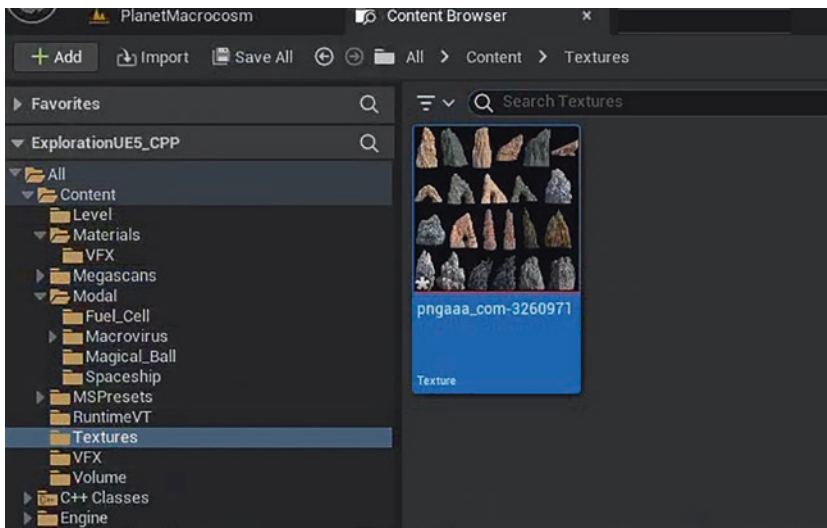 PlanetMacrocosm
Content Browser ×
+ Add Import Save All All > Content > Textures
Favorites
Search Textures
ExplorationUE5_CPP
All
Content
Level
Materials
VFX
Megascans
Modal
Fuel_Cell
Macrovirus
Magical_Ball
Spaceship
MSPresets
RuntimeVT
Textures
VFX
Volume
C++ Classes
Engine
pngaaa_com-3260971
Texture